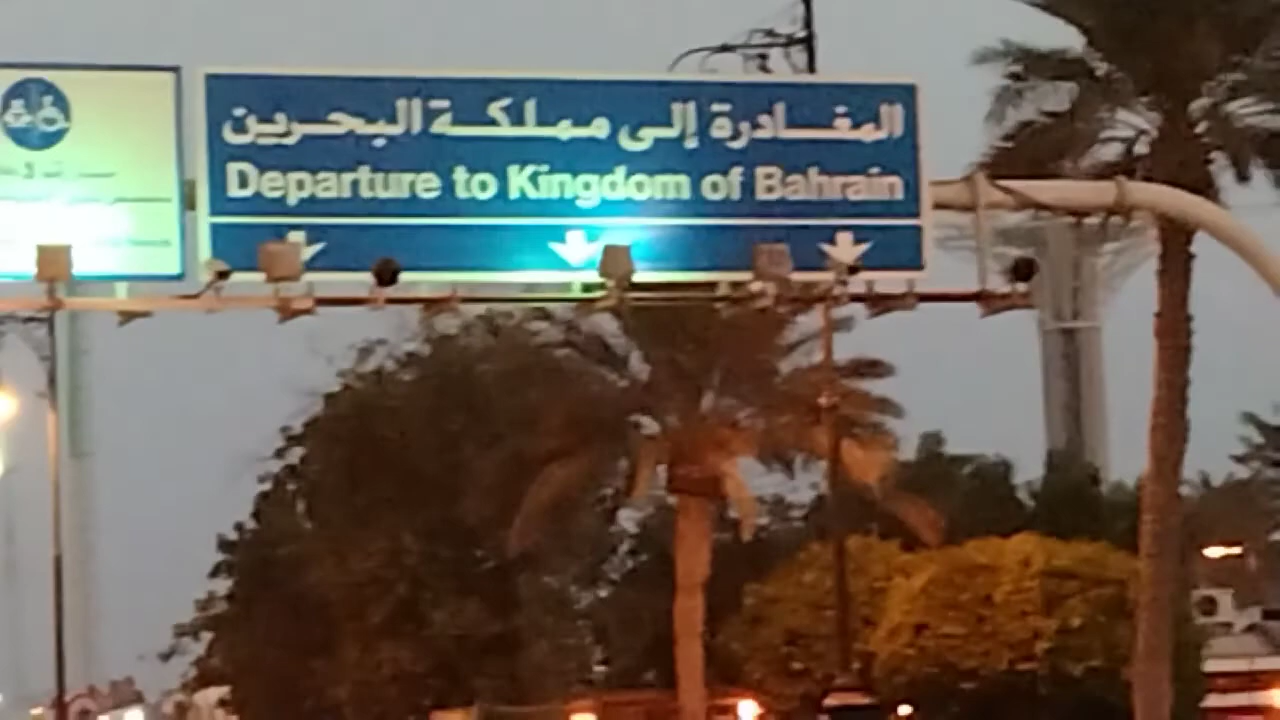 المغادرة إلى مملكة البحرين
Departure to Kingdom of Bahrain